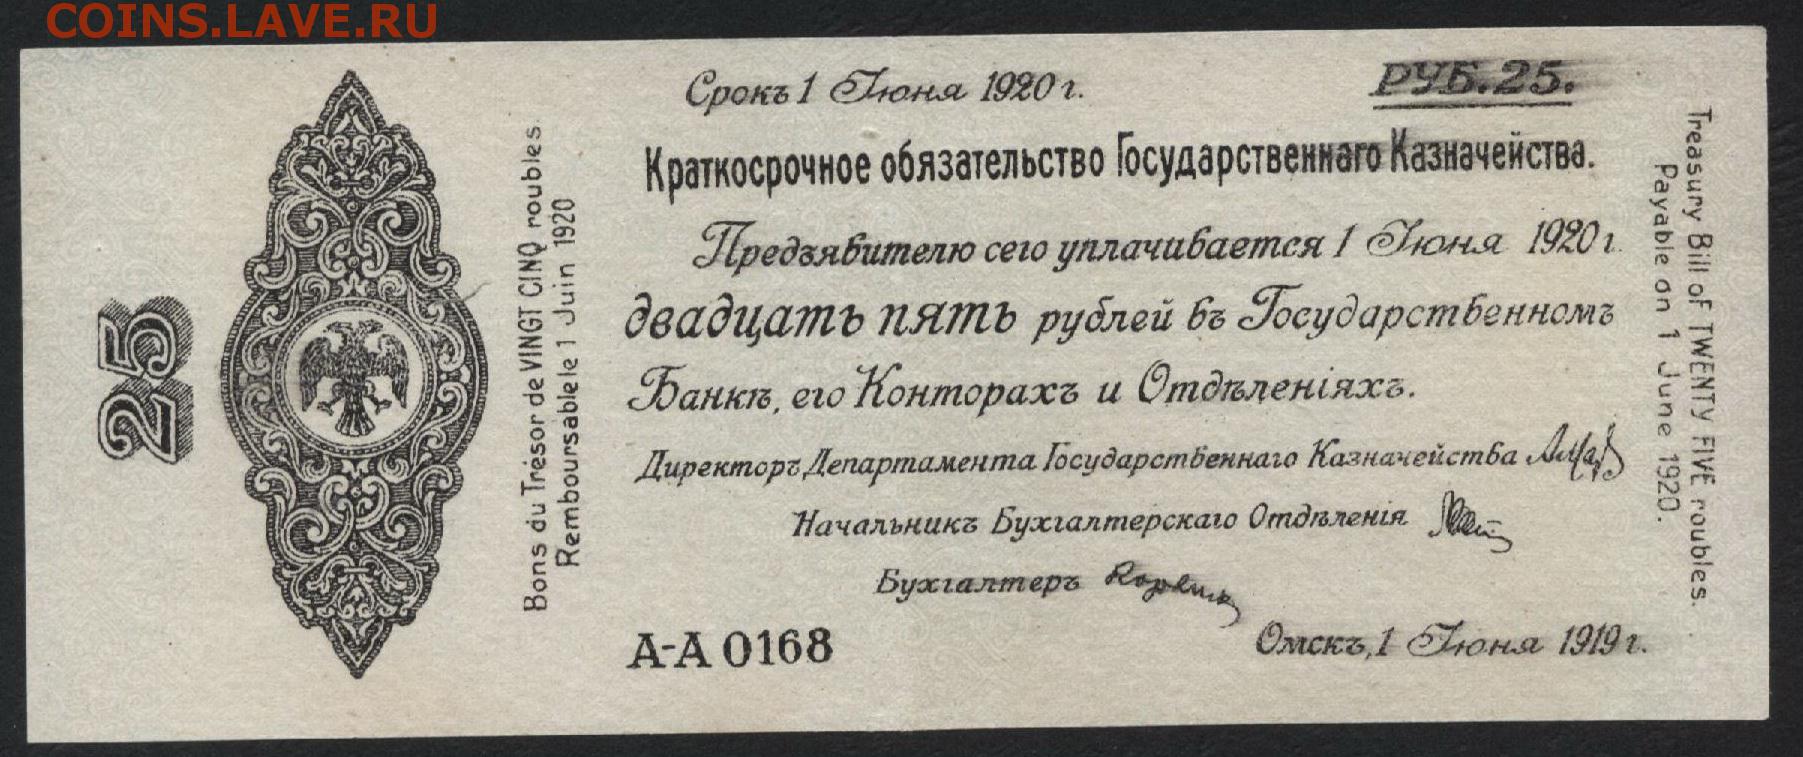 COINS.LAVE.RU
Срокъ 1 Іюня 1920 г.
РУБ. 25.
Краткосрочное обязательство Государственнаго Казначейства.
Предъявителю сего уплачивается 1 Іюня 1920 г.
двадцать пять рублей въ Государственномъ
Банкѣ, его Конторахъ и Отдѣленіяхъ.
Директоръ Департамента Государственнаго Казначейства
Начальникъ Бухгалтерскаго Отдѣленія
Бухгалтеръ
А-А 0168
Омскъ, 1 Іюня 1919 г.
25
Bons du Trésor de VINGT CINQ roubles.
Remboursablele 1 Juin 1920
Treasury Bill of TWENTY FIVE roubles.
Payable on 1 June 1920.